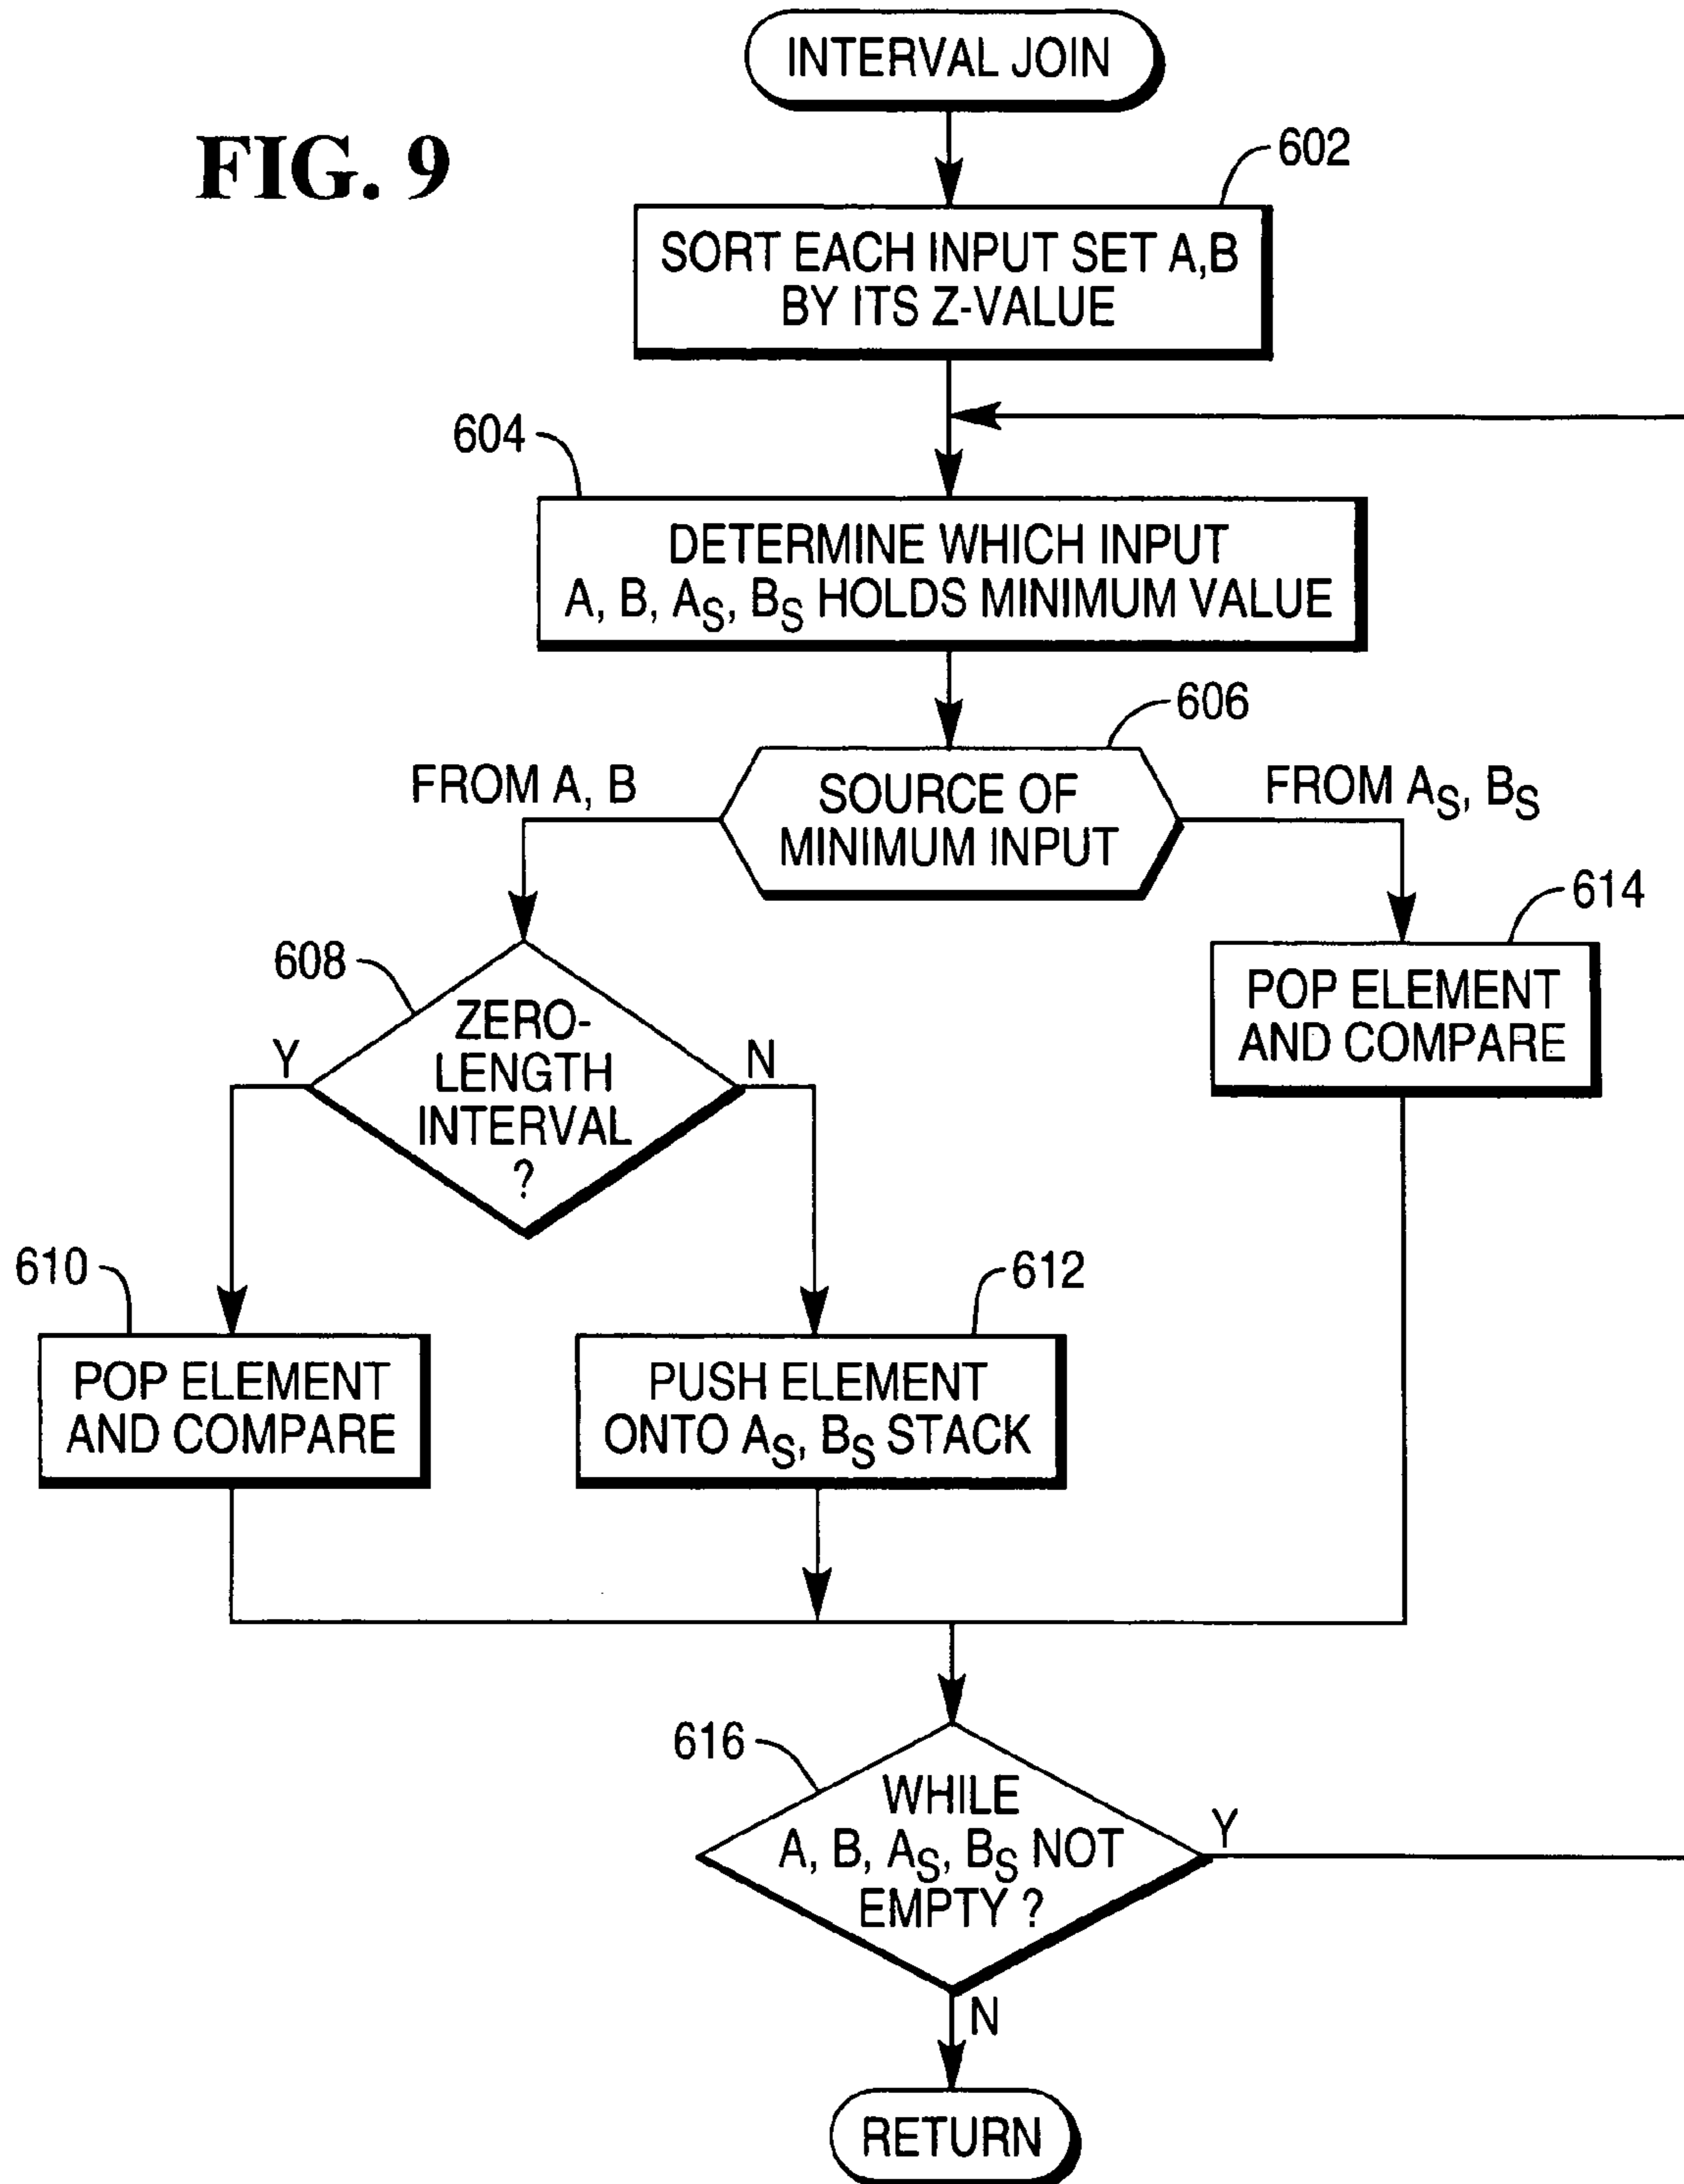 INTERVAL JOIN
FIG. 9
602
SORT EACH INPUT SET A,B
BY ITS Z-VALUE
604
DETERMINE WHICH INPUT
A, B, AS, BS HOLDS MINIMUM VALUE
606
FROM A, B
SOURCE OF
MINIMUM INPUT
FROM AS, BS
614
608
POP ELEMENT
AND COMPARE
ZERO-
LENGTH
INTERVAL
?
Y
N
610
612
POP ELEMENT
AND COMPARE
PUSH ELEMENT
ONTO AS, BS STACK
616
WHILE
A, B, AS, BS NOT
EMPTY ?
Y
N
RETURN